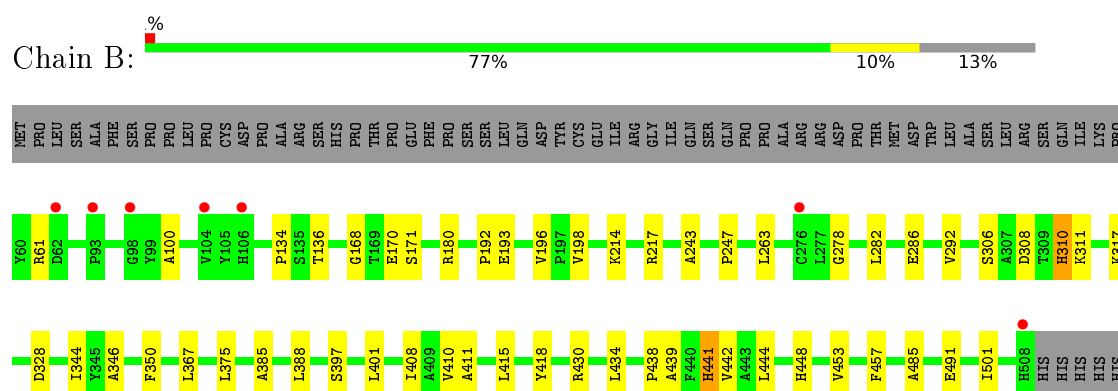 %
Chain B:
77% 10% 13%
MET PRO LEU SER ALA PHE SER PRO PRO LEU PRO CYS ASP PRO ALA ARG SER HIS PRO THR PRO GLU PHE PRO SER SER LEU GLN ASP TYR CYS GLU ILE ARG GLY ILE GLN SER GLN PRO PRO ALA ARG ARG ASP PRO THR MET ASP TRP LEU ALA SER LEU ARG SER GLN ILE LYS
Y60 R61 D62 P93 G98 Y99 A100 V104 Y105 H106 P134 S135 T136 G168 T169 E170 S171 R180 P192 E193 V196 P197 V198 K214 R217 A243 P247 L263 C276 L277 G278 L282 E286 V292 S306 A307 D308 T309 H310 K311 K317
D328 I344 Y345 A346 F350 L367 L375 A385 L388 S397 L401 I408 A409 V410 A411 L415 Y418 R430 L434 P438 A439 F440 H441 V442 A443 L444 H448 V453 F457 A485 E491 I501 H508 HIS HIS HIS HIS HIS